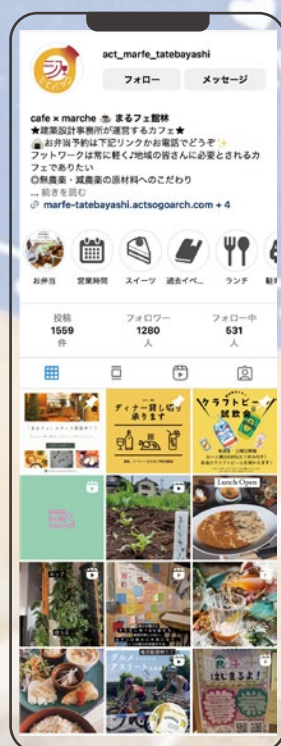 act_marfe_tatebayashi
フォロー
メッセージ
cafe × marche ☕ まるフェ館林
★建築設計事務所が運営するカフェ★
お弁当予約は下記リンクかお電話でどうぞ✨
フットワークは常に軽く♪地域の皆さんに必要とされるカ
フェでありたい
◎無農薬・減農薬の原材料へのこだわり
... 続きを読む
marfe-tatebayashi.actsogoarch.com + 4
お弁当
営業時間
スイーツ
過去イベ...
ランチ
投稿
フォロワー
フォロー中
1559
1280
531
件
人
人
ディナー貸し切り
承ります
クラフトビール
試飲会
Lunch Open
グルメ
アスリート
はじまるよ!